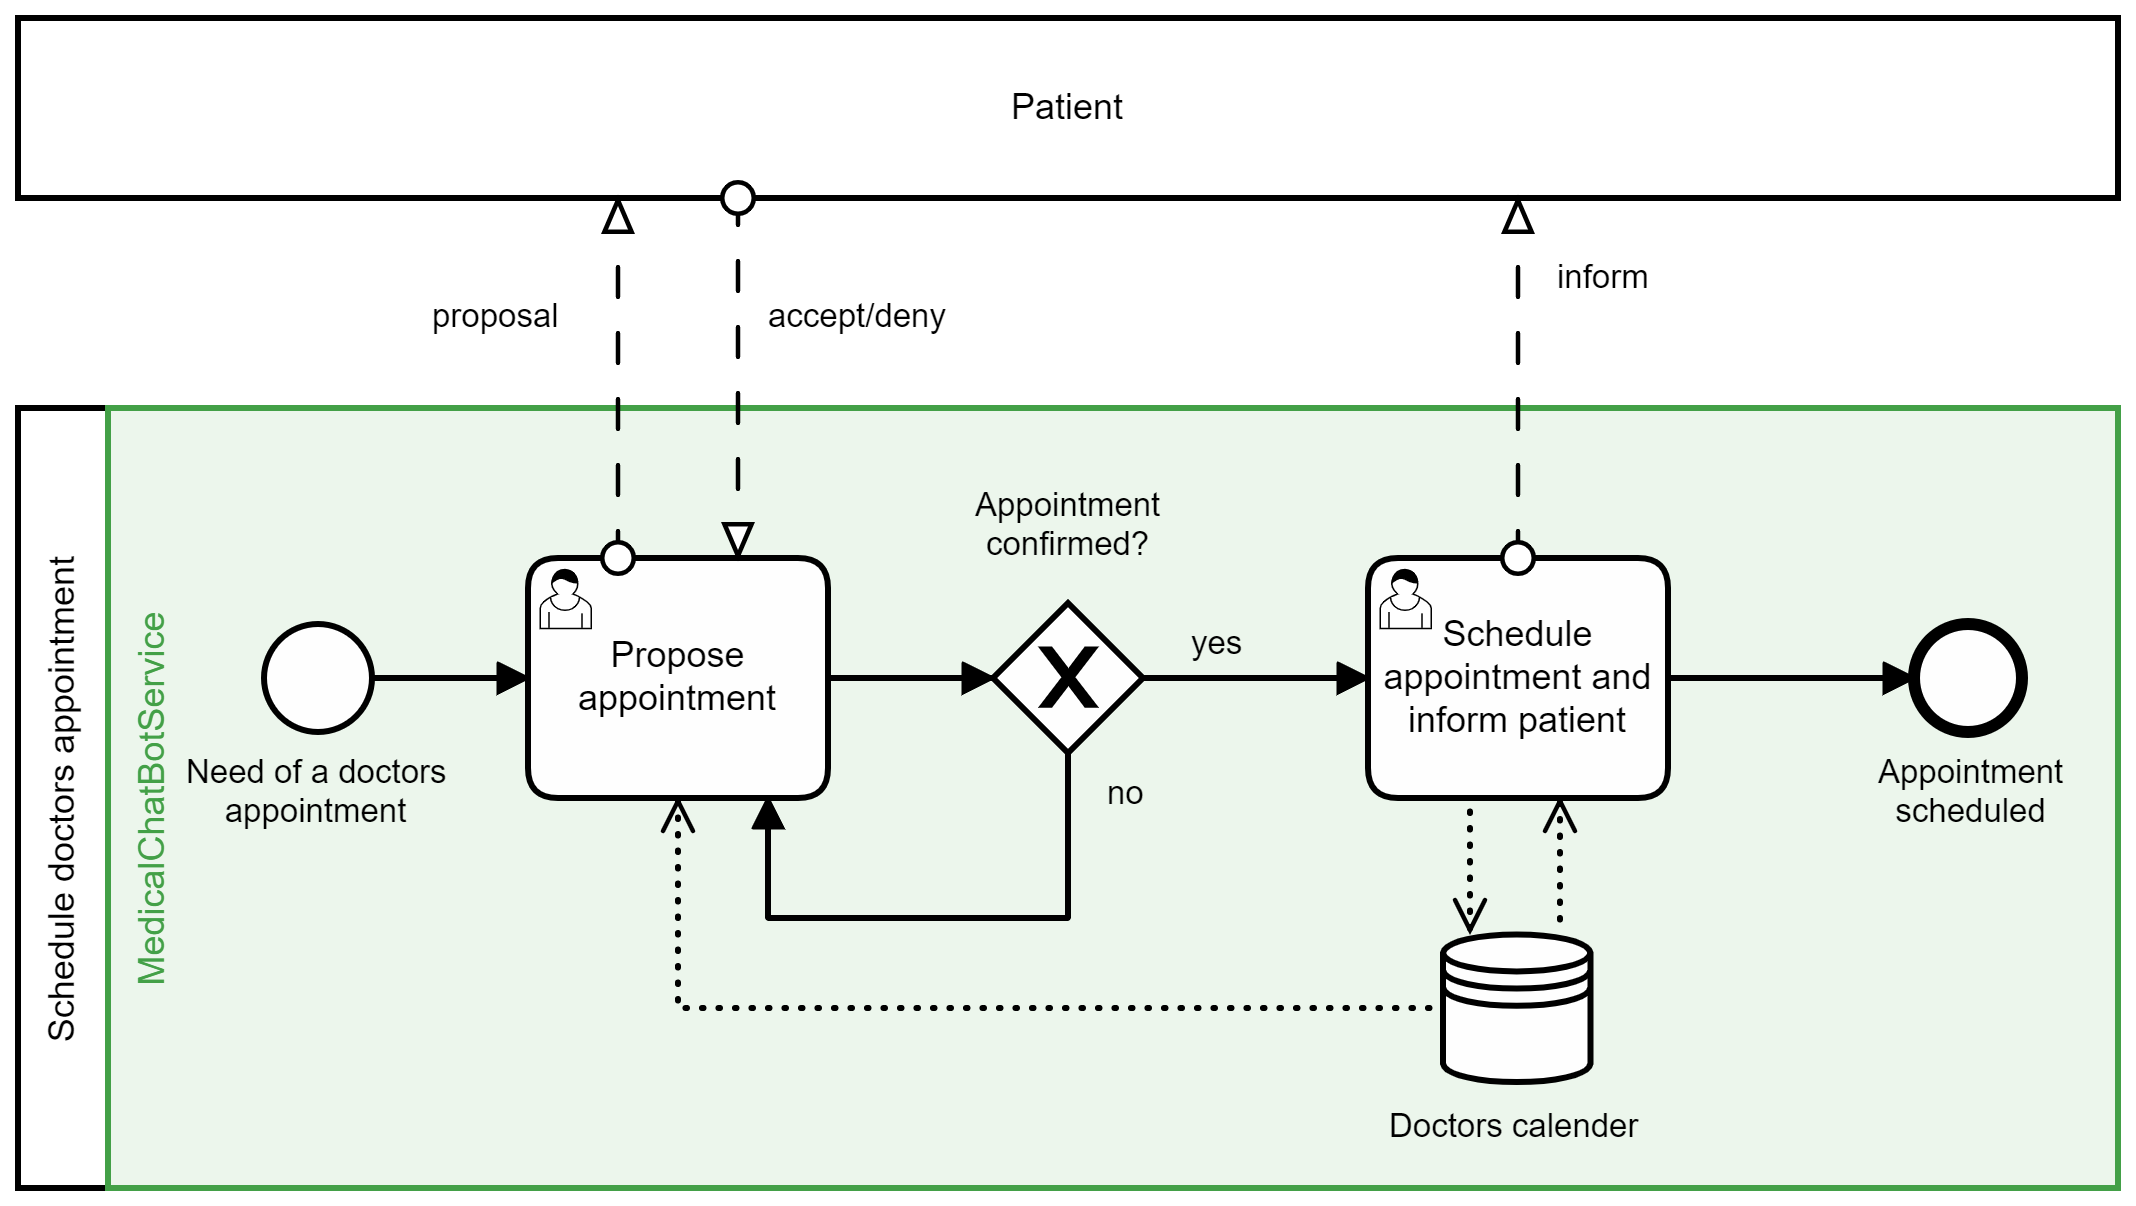 Patient
proposal
accept/deny
inform
Schedule doctors appointment
MedicalChatBotService
Need of a doctors
appointment
Propose
appointment
Appointment
confirmed?
yes
no
Schedule
appointment and
inform patient
Appointment
scheduled
Doctors calender